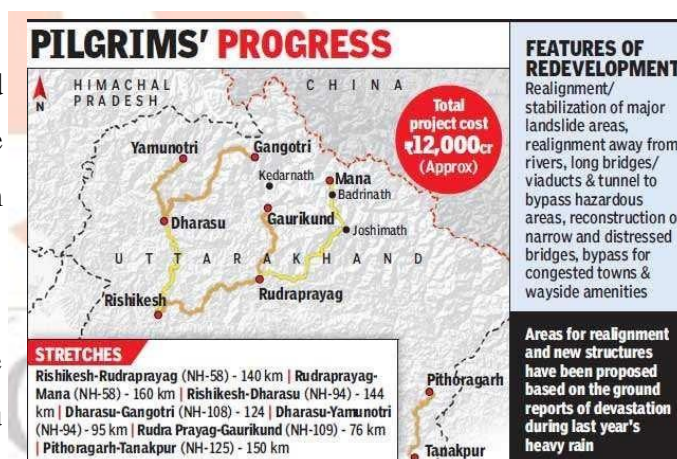 PILGRIMS' PROGRESS
N
HIMACHAL
PRADESH
CHINA
Total
project cost
₹12,000cr
(Approx)
Yamunotri
Gangotri
Kedarnath
Mana
Badrinath
Dharasu
Gaurikund
Joshimath
UTTARAKHAND
Rishikesh
Rudraprayag
Pithoragarh
Tanakpur
STRETCHES
Rishikesh-Rudraprayag (NH-58) - 140 km | Rudraprayag-
Mana (NH-58) - 160 km | Rishikesh-Dharasu (NH-94) - 144
km | Dharasu-Gangotri (NH-108) - 124 | Dharasu-Yamunotri
(NH-94) - 95 km | Rudra Prayag-Gaurikund (NH-109) - 76 km
| Pithoragarh-Tanakpur (NH-125) - 150 km
FEATURES OF
REDEVELOPMENT
Realignment/
stabilization of major
landslide areas,
realignment away from
rivers, long bridges/
viaducts & tunnel to
bypass hazardous
areas, reconstruction o
narrow and distressed
bridges, bypass for
congested towns &
wayside amenities
Areas for realignment
and new structures
have been proposed
based on the ground
reports of devastation
during last year's
heavy rain